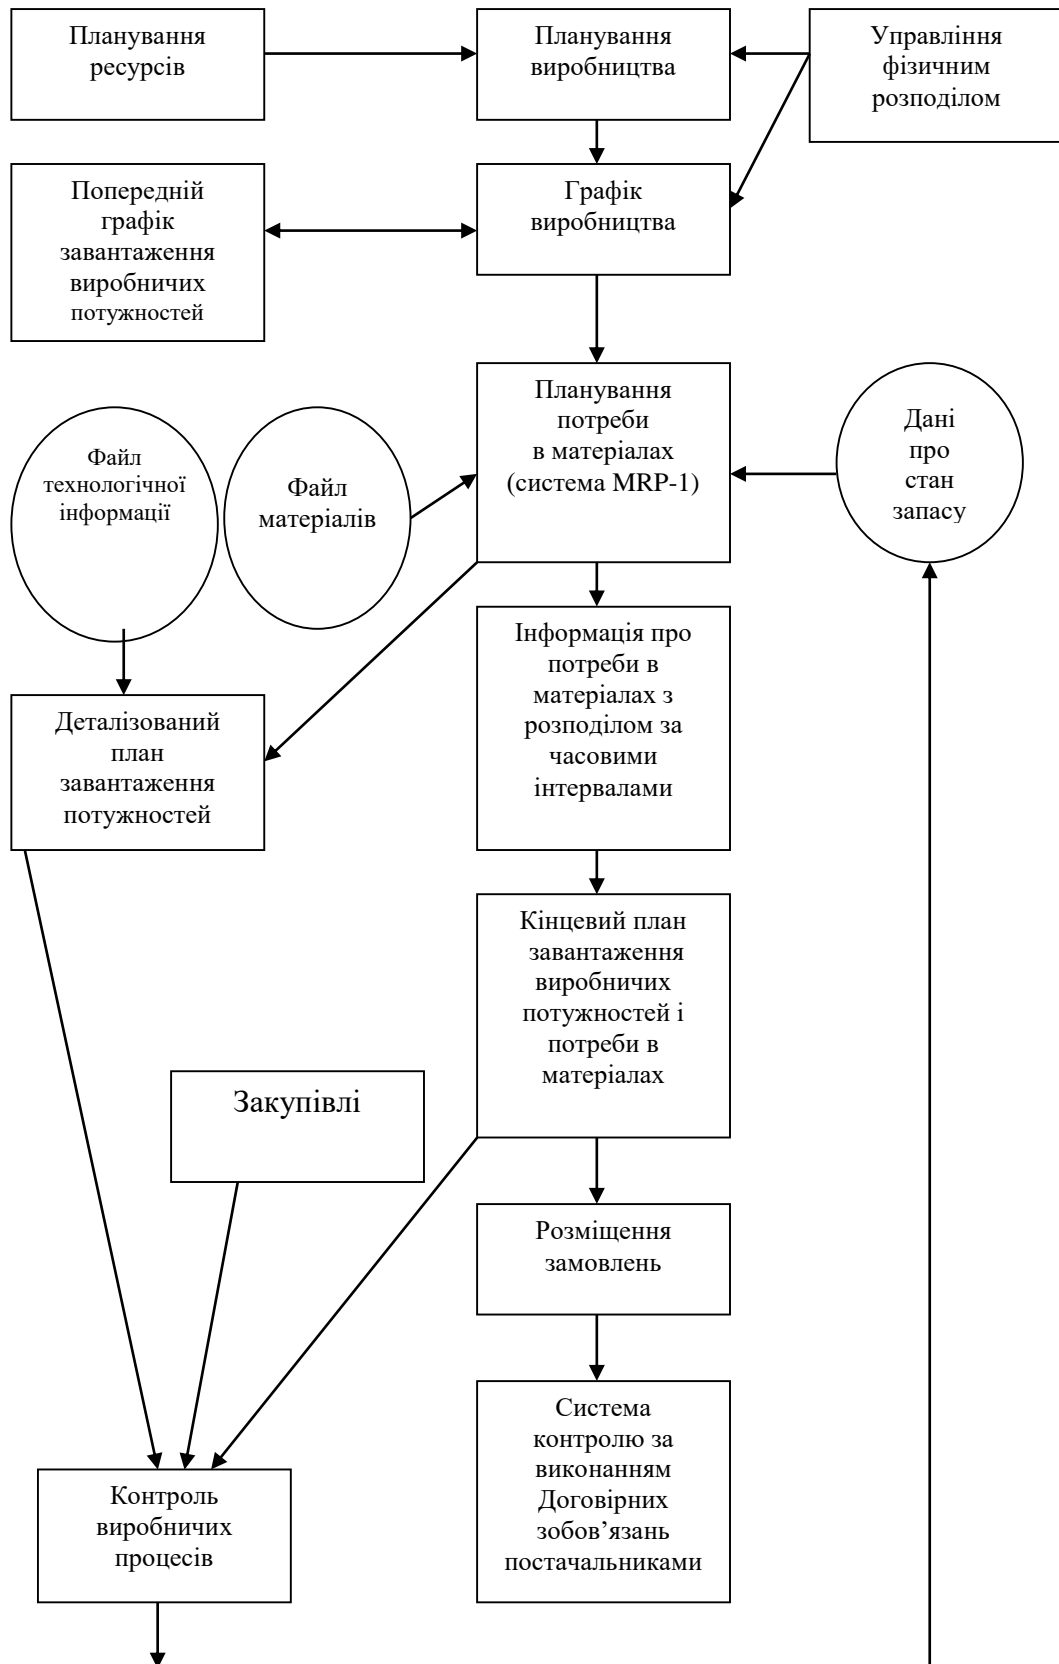 Планування
ресурсів
Планування
виробництва
Управління
фізичним
розподілом
Попередній
графік
завантаження
виробничих
потужностей
Графік
виробництва
Файл
технологічної
інформації
Файл
матеріалів
Планування
потреби
в матеріалах
(система MRP-1)
Дані
про
стан
запасу
Деталізований
план
завантаження
потужностей
Інформація про
потреби в
матеріалах з
розподілом за
часовими
інтервалами
Кінцевий план
завантаження
виробничих
потужностей і
потреби в
матеріалах
Закупівлі
Розміщення
замовлень
Контроль
виробничих
процесів
Система
контролю за
виконанням
Договірних
зобов’язань
постачальниками